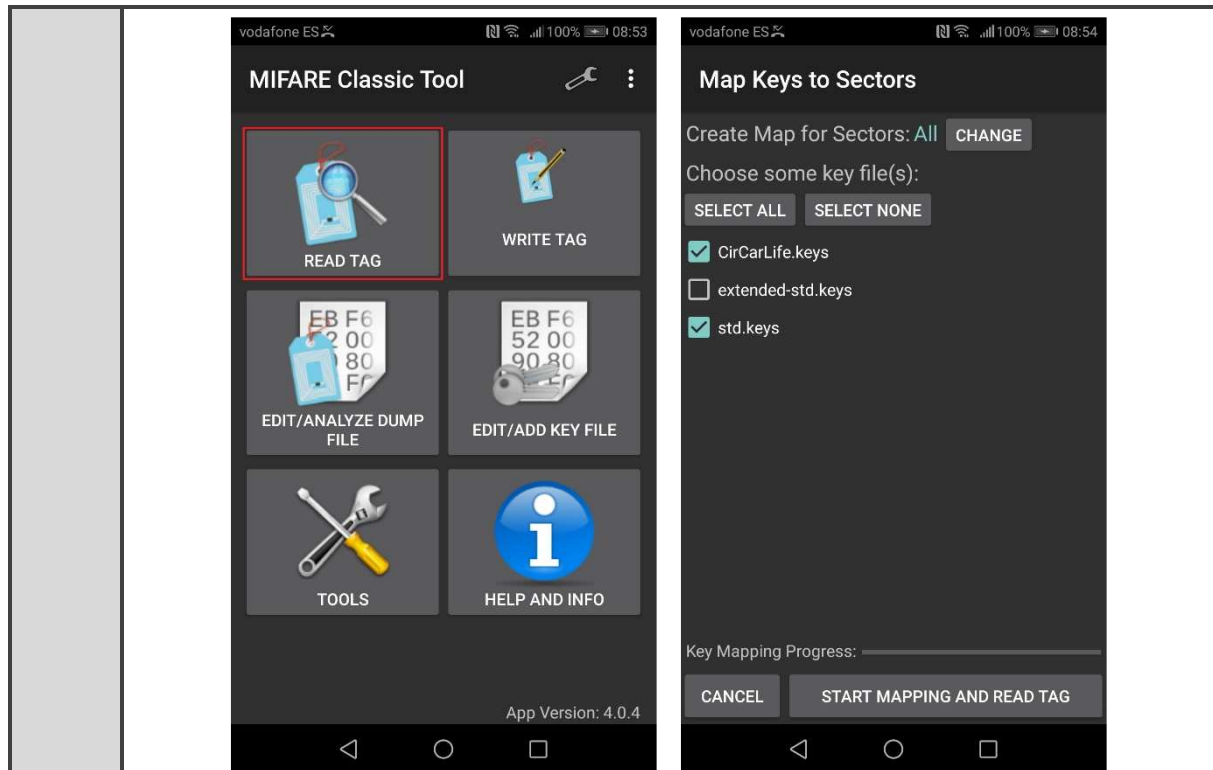 vodafone ES 100% 08:53
MIFARE Classic Tool
READ TAG
WRITE TAG
EB F6
52 00
90 80
EDIT/ANALYZE DUMP
FILE
EB F6
52 00
90 80
EDIT/ADD KEY FILE
TOOLS
HELP AND INFO
App Version: 4.0.4
vodafone ES 100% 08:54
Map Keys to Sectors
Create Map for Sectors: All CHANGE
Choose some key file(s):
SELECT ALL SELECT NONE
CirCarLife.keys
extended-std.keys
std.keys
Key Mapping Progress:
CANCEL START MAPPING AND READ TAG